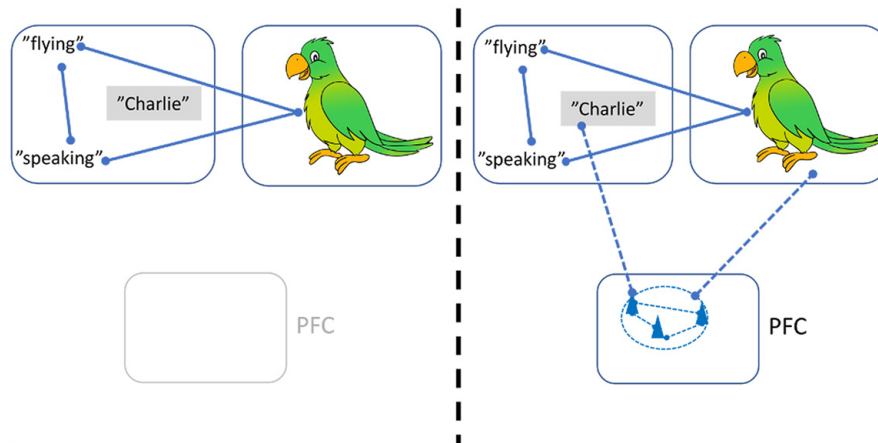 ”flying”
”Charlie”
”speaking”
PFC
”flying”
”Charlie”
”speaking”
PFC